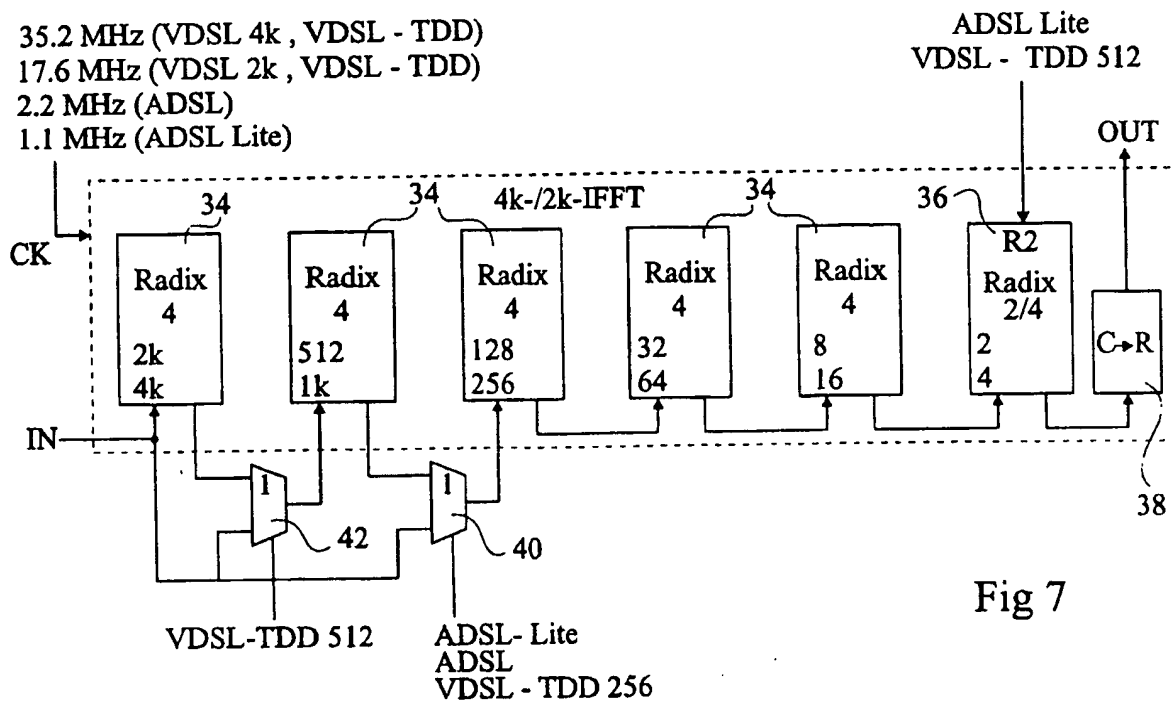 35.2 MHz (VDSL 4k , VDSL - TDD)
17.6 MHz (VDSL 2k , VDSL - TDD)
2.2 MHz (ADSL)
1.1 MHz (ADSL Lite)
ADSL Lite
VDSL - TDD 512
OUT
CK
4k-/2k-IFFT
34
34
34
36
Radix
4
2k
4k
Radix
4
512
1k
Radix
4
128
256
Radix
4
32
64
Radix
4
8
16
R2
Radix
2/4
2
4
C→R
38
IN
1
42
1
40
VDSL-TDD 512
ADSL- Lite
ADSL
VDSL - TDD 256
Fig 7